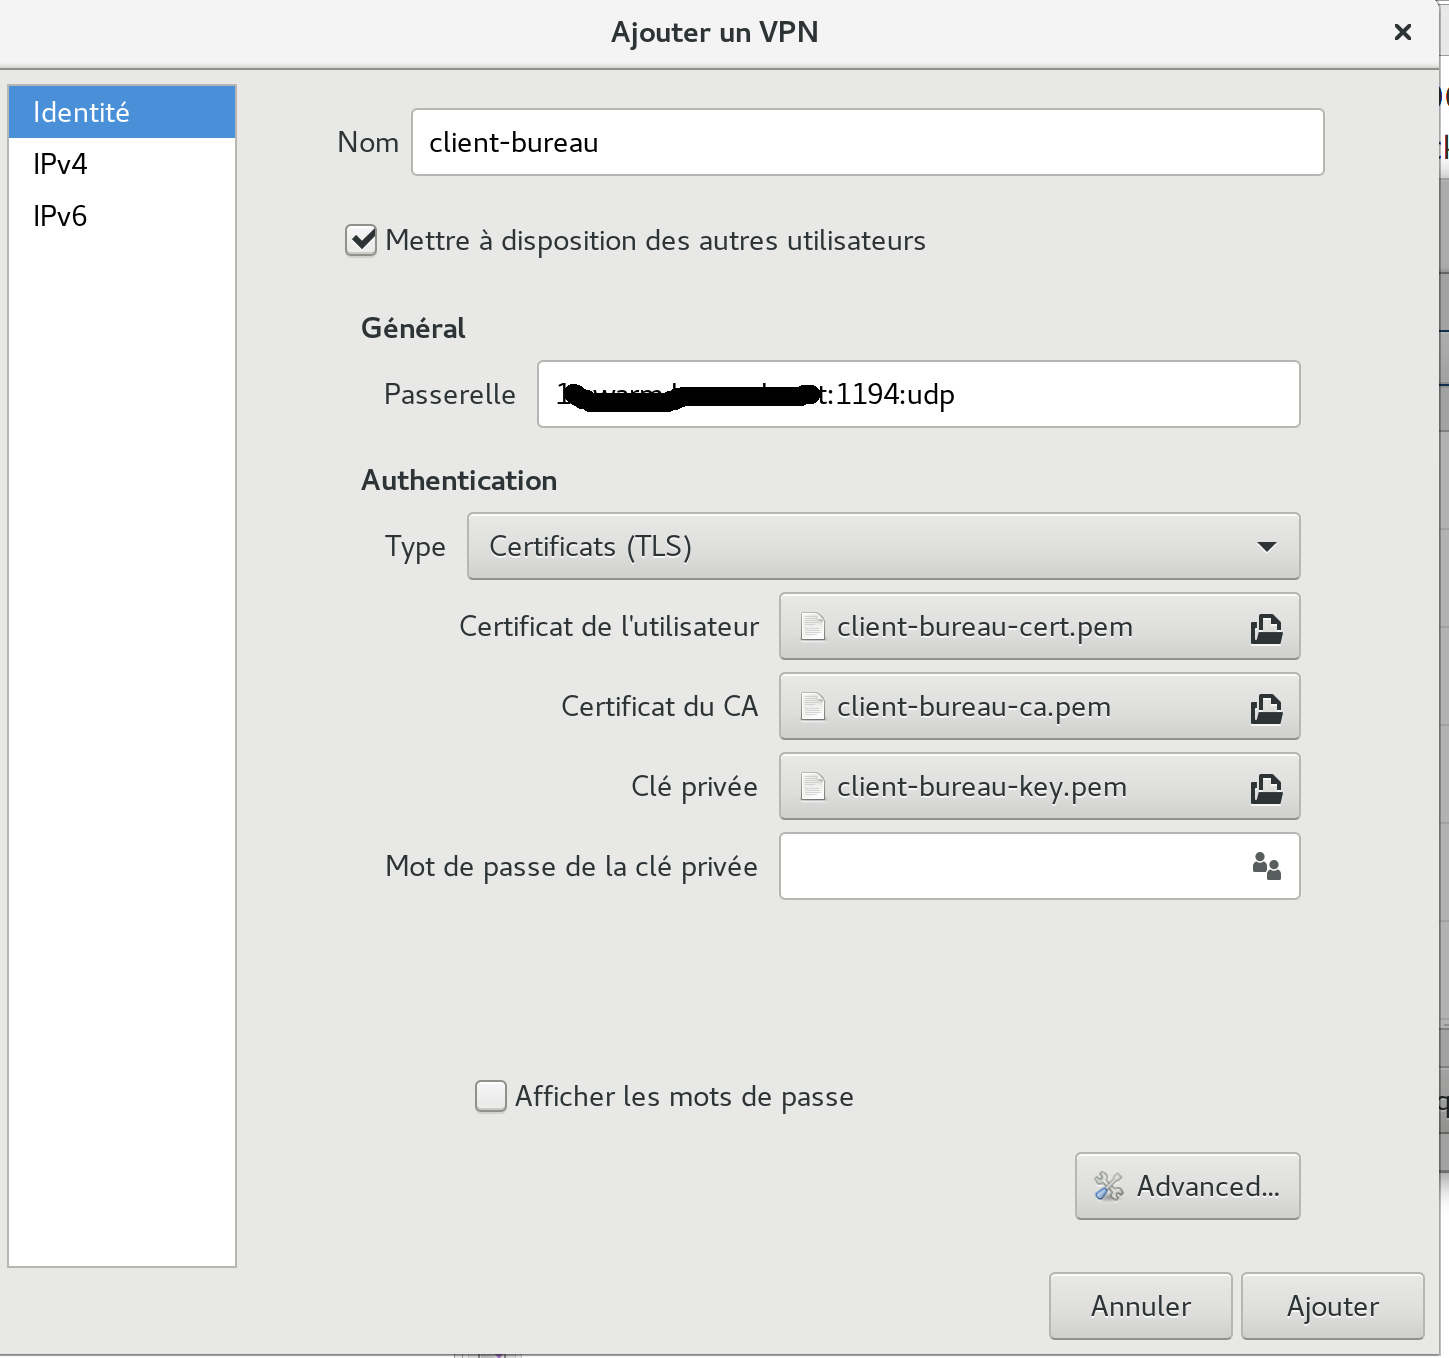 Ajouter un VPN
Identité
IPv4
IPv6
Nom client-bureau
Mettre à disposition des autres utilisateurs
Général
Passerelle :1194:udp
Authentication
Type Certificats (TLS)
Certificat de l'utilisateur client-bureau-cert.pem
Certificat du CA client-bureau-ca.pem
Clé privée client-bureau-key.pem
Mot de passe de la clé privée
Afficher les mots de passe
Advanced...
Annuler Ajouter